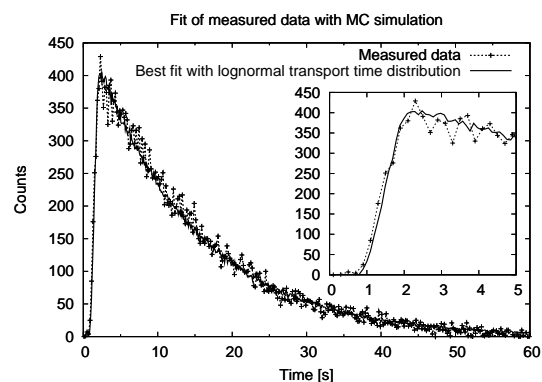 Fit of measured data with MC simulation
Measured data
Best fit with lognormal transport time distribution
Counts
450
400
350
300
250
200
150
100
50
0
0 10 20 30 40 50 60
Time [s]
450
400
350
300
250
200
150
100
50
0
0 1 2 3 4 5